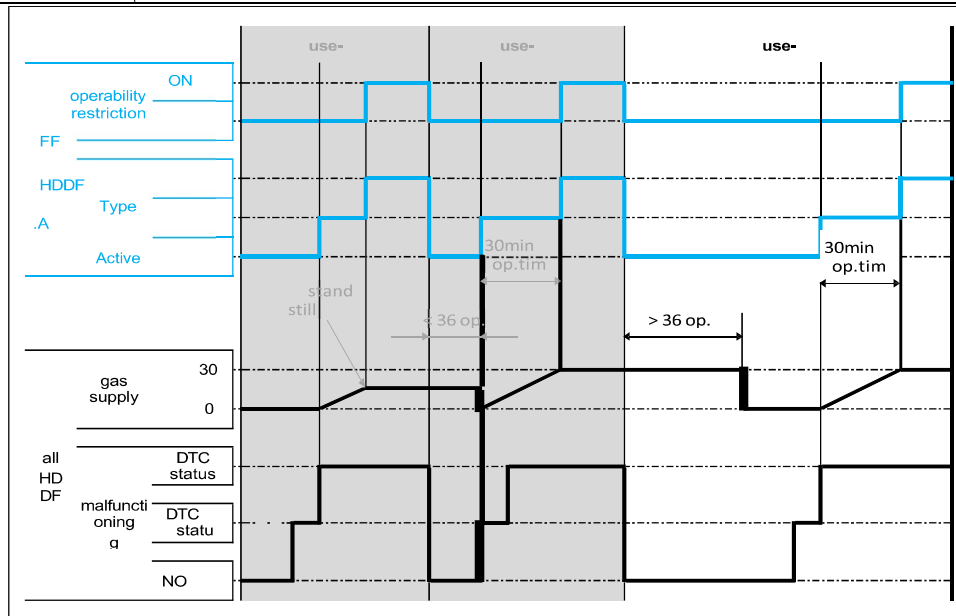 use-
use-
use-
ON
operability
restriction
FF
HDDF
Type
.A
Active
30min
op.tim
30min
op.tim
stand
still
36 op.
> 36 op.
gas
supply
30
0
all
HD
DF
DTC
status
malfuncti
oning
g
DTC
statu
NO